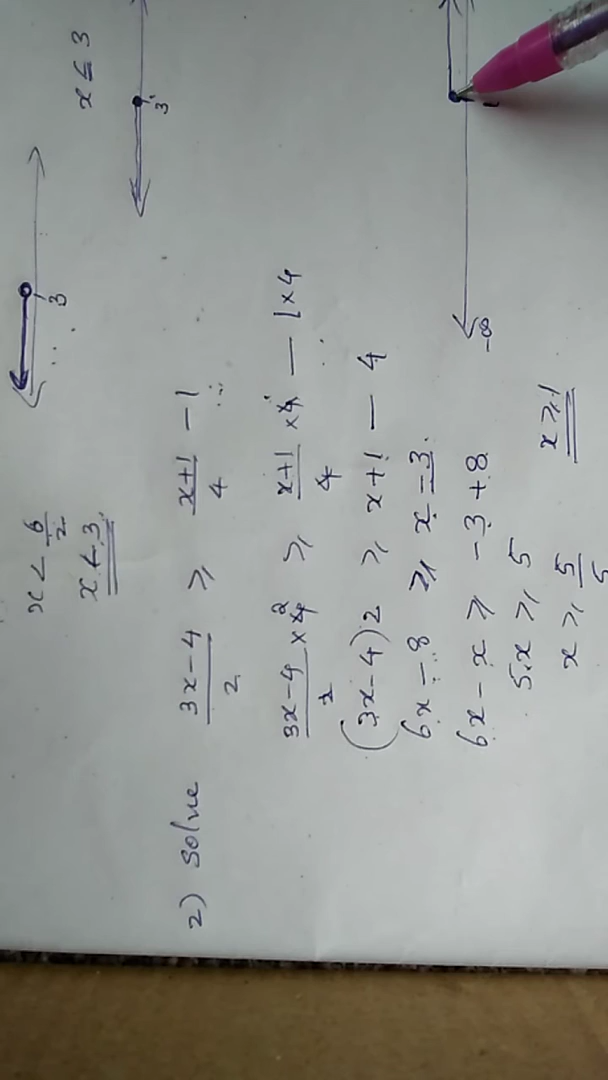 x < 6/2
x < 3
3
x ≤ 3
3
2) Solve (3x-4)/2 ≥ (x+1)/4 - 1
(3x-4)/2 × 4 2 ≥ (x+1)/4 × 4 - 1×4
(3x-4)2 ≥ x+1 - 4
6x - 8 ≥ x - 3
6x - x ≥ -3 + 8
5x ≥ 5
x ≥ 5/5
x ≥ 1
-∞